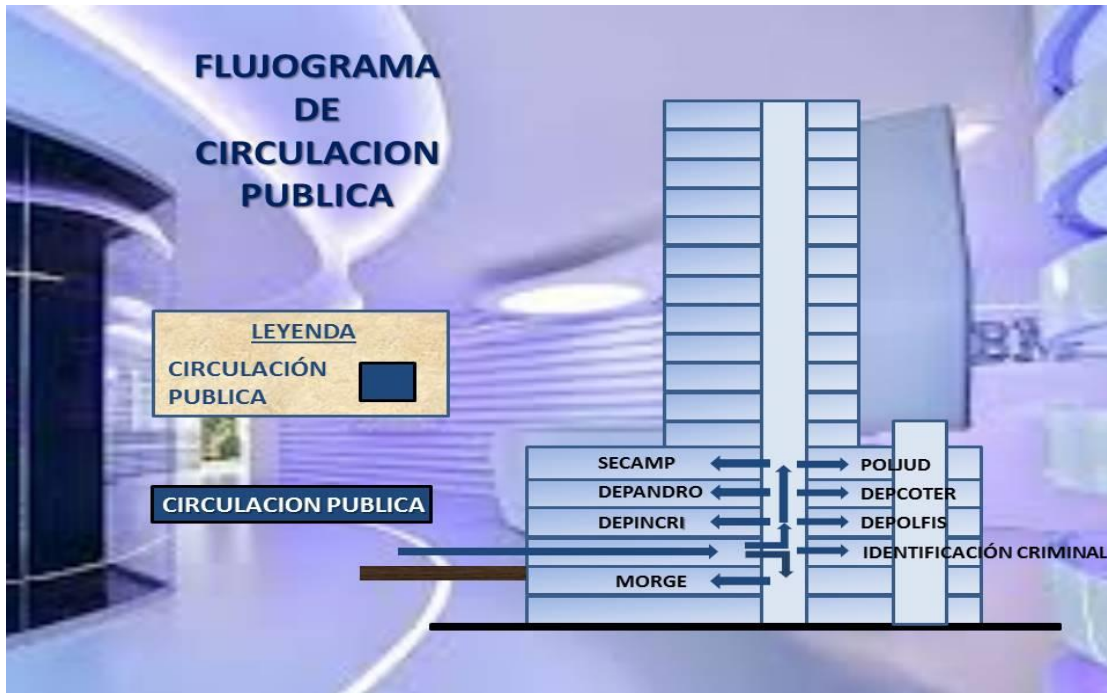 FLUJOGRAMA
DE
CIRCULACION
PUBLICA
LEYENDA
CIRCULACIÓN
PUBLICA
CIRCULACION PUBLICA
SECAMP
POLJUD
DEPANDRO
DEPCOTER
DEPINCRI
DEPOLFIS
IDENTIFICACIÓN CRIMINAL
MORGE